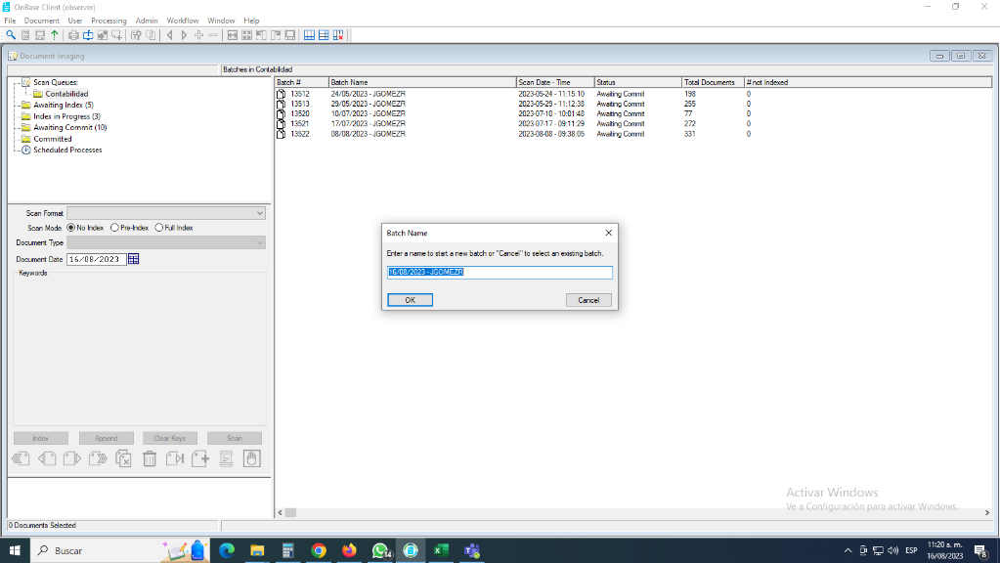 OnBase Client (observer)
File Document User Processing Admin Workflow Window Help
Document Imaging
Batches in Contabilidad
Scan Queues:
Contabilidad
Awaiting Index (5)
Index in Progress (3)
Awaiting Commit (10)
Committed
Scheduled Processes
Batch # Batch Name Scan Date - Time Status Total Documents # not Indexed
13512 24/05/2023 - JGOMEZR 2023-05-24 - 11:15:10 Awaiting Commit 198 0
13513 29/05/2023 - JGOMEZR 2023-05-29 - 11:12:38 Awaiting Commit 255 0
13520 10/07/2023 - JGOMEZR 2023-07-10 - 10:01:48 Awaiting Commit 77 0
13521 17/07/2023 - JGOMEZR 2023-07-17 - 09:11:29 Awaiting Commit 272 0
13522 08/08/2023 - JGOMEZR 2023-08-08 - 09:38:05 Awaiting Commit 331 0
Scan Format
Scan Mode No Index Pre-Index Full Index
Document Type
Document Date 16/08/2023
Keywords
Batch Name
Enter a name to start a new batch or "Cancel" to select an existing batch.
16/08/2023 - JGOMEZR
OK Cancel
Index Append Clear Keys Scan
0 Documents Selected
Activar Windows
Ve a Configuración para activar Windows.
Buscar
14
ESP
11:20 a. m.
16/08/2023
8